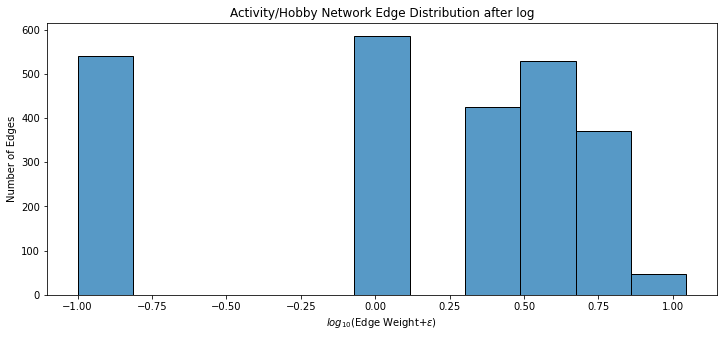 Activity/Hobby Network Edge Distribution after log
600
500
400
300
200
100
0
Number of Edges
−1.00 −0.75 −0.50 −0.25 0.00 0.25 0.50 0.75 1.00
log₁₀(Edge Weight+ε)